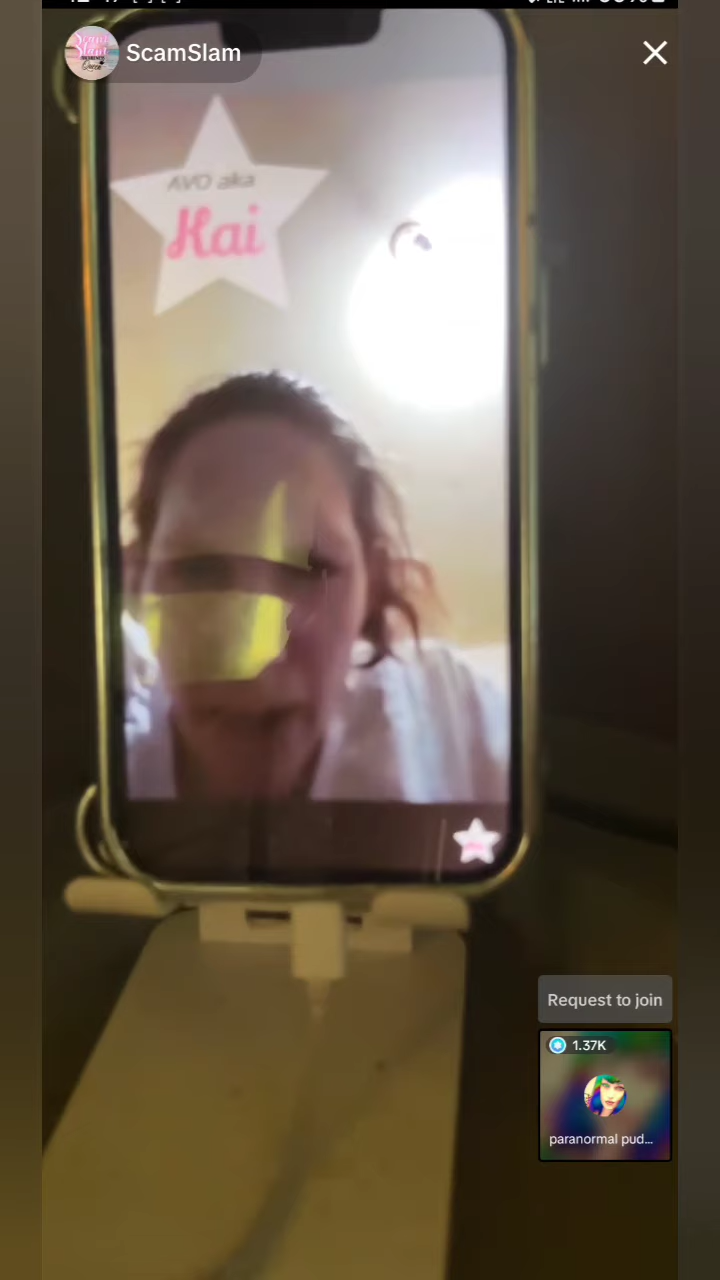 ScamSlam
AVO aka
Kai
Request to join
1.37K
paranormal pud...